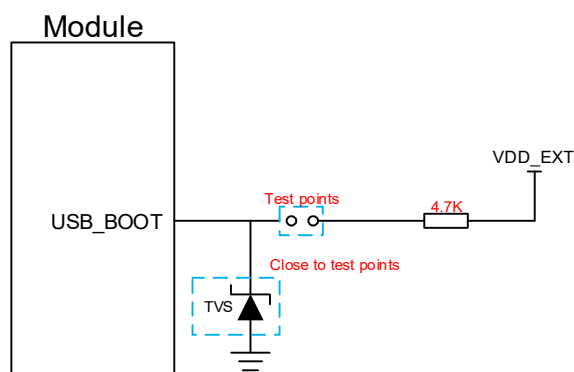 Module
VDD_EXT
Test points
4.7K
USB_BOOT
Close to test points
TVS